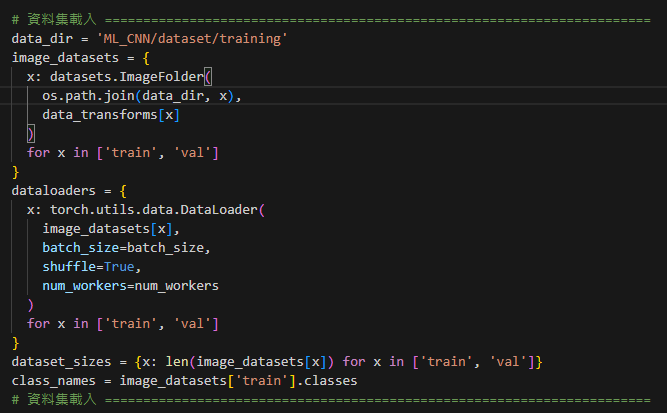 # 資料集載入 =======================================================================
data_dir = 'ML_CNN/dataset/training'
image_datasets = {
  x: datasets.ImageFolder(
    os.path.join(data_dir, x),
    data_transforms[x]
  )
  for x in ['train', 'val']
}
dataloaders = {
  x: torch.utils.data.DataLoader(
    image_datasets[x],
    batch_size=batch_size,
    shuffle=True,
    num_workers=num_workers
  )
  for x in ['train', 'val']
}
dataset_sizes = {x: len(image_datasets[x]) for x in ['train', 'val']}
class_names = image_datasets['train'].classes
# 資料集載入 =======================================================================